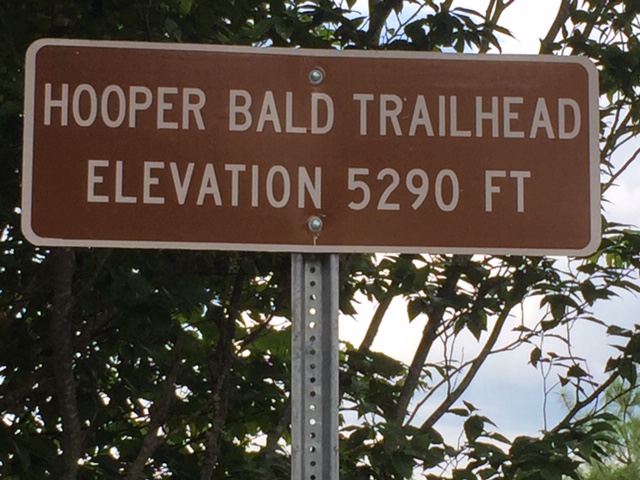 HOOPER BALD TRAILHEAD
ELEVATION 5290 FT